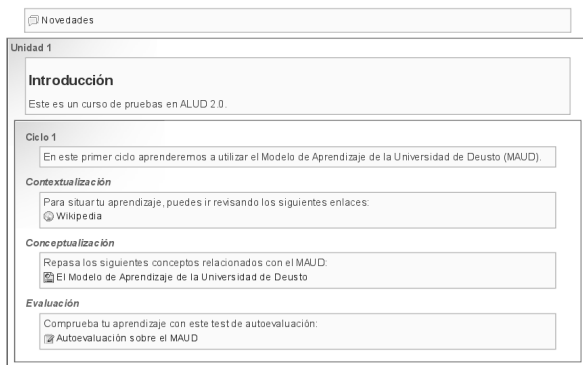 Novedades
Unidad 1
Introducción
Este es un curso de pruebas en ALUD 2.0.
Ciclo 1
En este primer ciclo aprenderemos a utilizar el Modelo de Aprendizaje de la Universidad de Deusto (MAUD).
Contextualización
Para situar tu aprendizaje, puedes ir revisando los siguientes enlaces:
Wikipedia
Conceptualización
Repasa los siguientes conceptos relacionados con el MAUD:
El Modelo de Aprendizaje de la Universidad de Deusto
Evaluación
Comprueba tu aprendizaje con este test de autoevaluación:
Autoevaluación sobre el MAUD